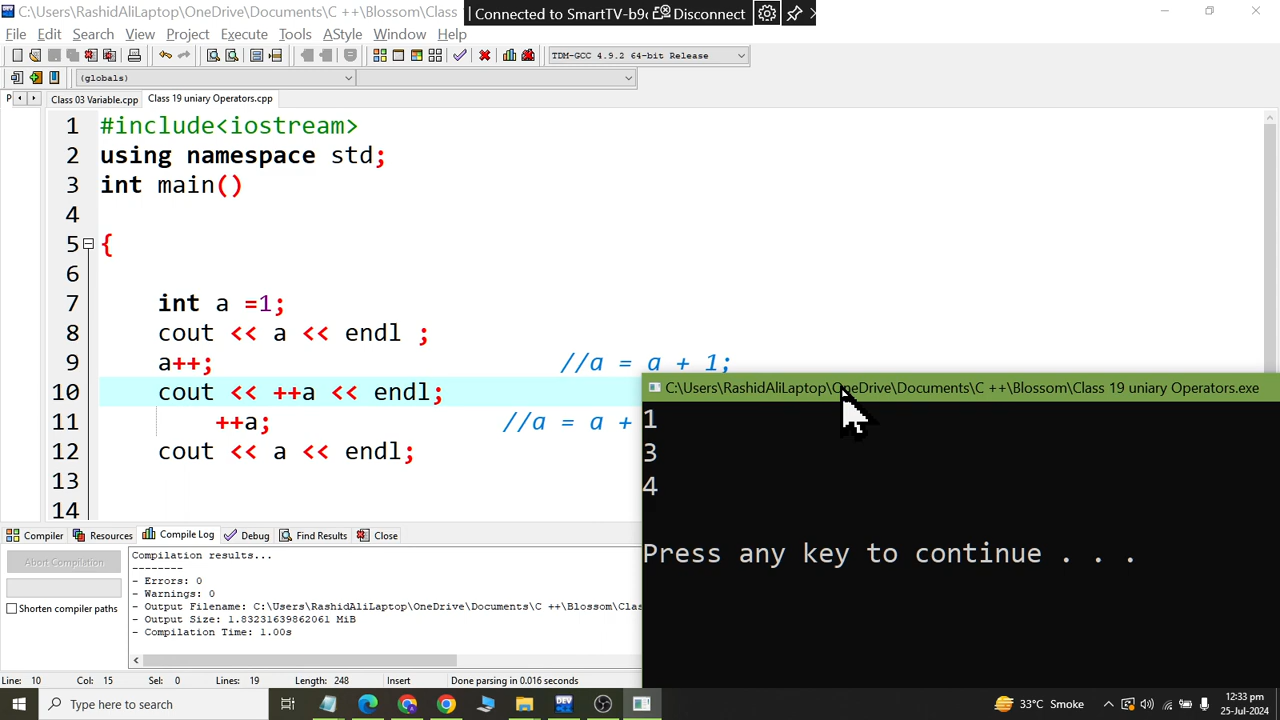 C:\Users\RashidAliLaptop\OneDrive\Documents\C ++\Blossom\Class
Connected to SmartTV-b9 Disconnect
File Edit Search View Project Execute Tools AStyle Window Help
TDM-GCC 4.9.2 64-bit Release
(globals)
P Class 03 Variable.cpp Class 19 uniary Operators.cpp
1 #include<iostream>
2 using namespace std;
3 int main()
4
5 {
6
7 int a =1;
8 cout << a << endl ;
9 a++; //a = a + 1;
10 cout << ++a << endl;
11 ++a; //a = a +
12 cout << a << endl;
13
14
C:\Users\RashidAliLaptop\OneDrive\Documents\C ++\Blossom\Class 19 uniary Operators.exe
1
3
4
Press any key to continue . . .
Compiler Resources Compile Log Debug Find Results Close
Abort Compilation
Shorten compiler paths
Compilation results...
--------
- Errors: 0
- Warnings: 0
- Output Filename: C:\Users\RashidAliLaptop\OneDrive\Documents\C ++\Blossom\Clas
- Output Size: 1.83231639862061 MiB
- Compilation Time: 1.00s
Line: 10 Col: 15 Sel: 0 Lines: 19 Length: 248 Insert Done parsing in 0.016 seconds
Type here to search DEV 33°C Smoke 12:33 pm
25-Jul-2024